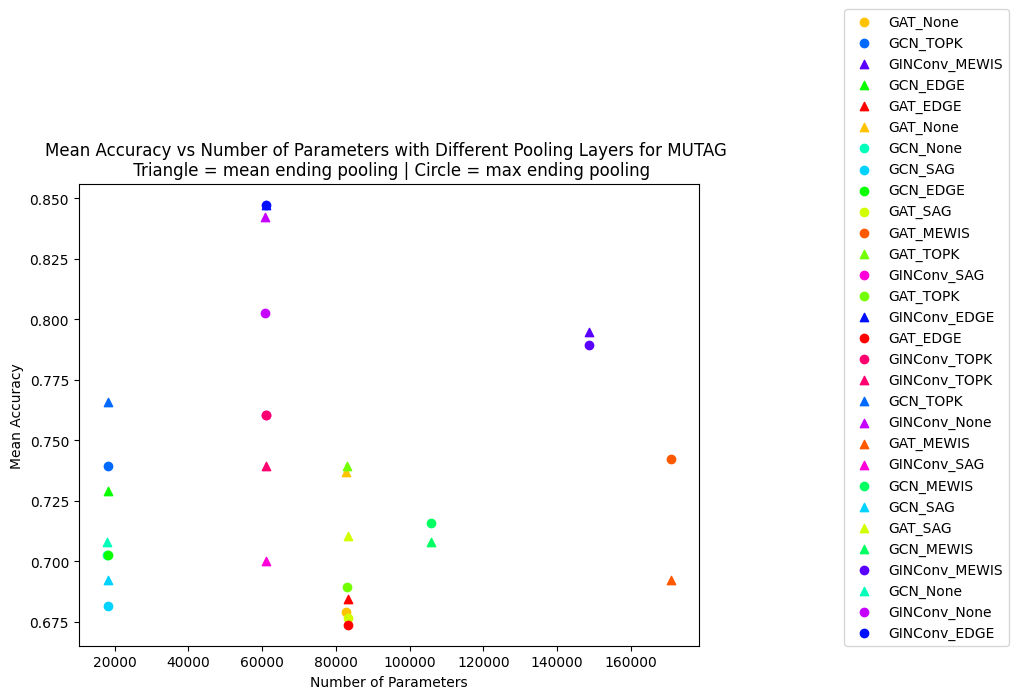 Mean Accuracy vs Number of Parameters with Different Pooling Layers for MUTAG
Triangle = mean ending pooling | Circle = max ending pooling
Mean Accuracy
0.850
0.825
0.800
0.775
0.750
0.725
0.700
0.675
20000
40000
60000
80000
100000
120000
140000
160000
Number of Parameters
GAT_None
GCN_TOPK
GINConv_MEWIS
GCN_EDGE
GAT_EDGE
GAT_None
GCN_None
GCN_SAG
GCN_EDGE
GAT_SAG
GAT_MEWIS
GAT_TOPK
GINConv_SAG
GAT_TOPK
GINConv_EDGE
GAT_EDGE
GINConv_TOPK
GINConv_TOPK
GCN_TOPK
GINConv_None
GAT_MEWIS
GINConv_SAG
GCN_MEWIS
GCN_SAG
GAT_SAG
GCN_MEWIS
GINConv_MEWIS
GCN_None
GINConv_None
GINConv_EDGE